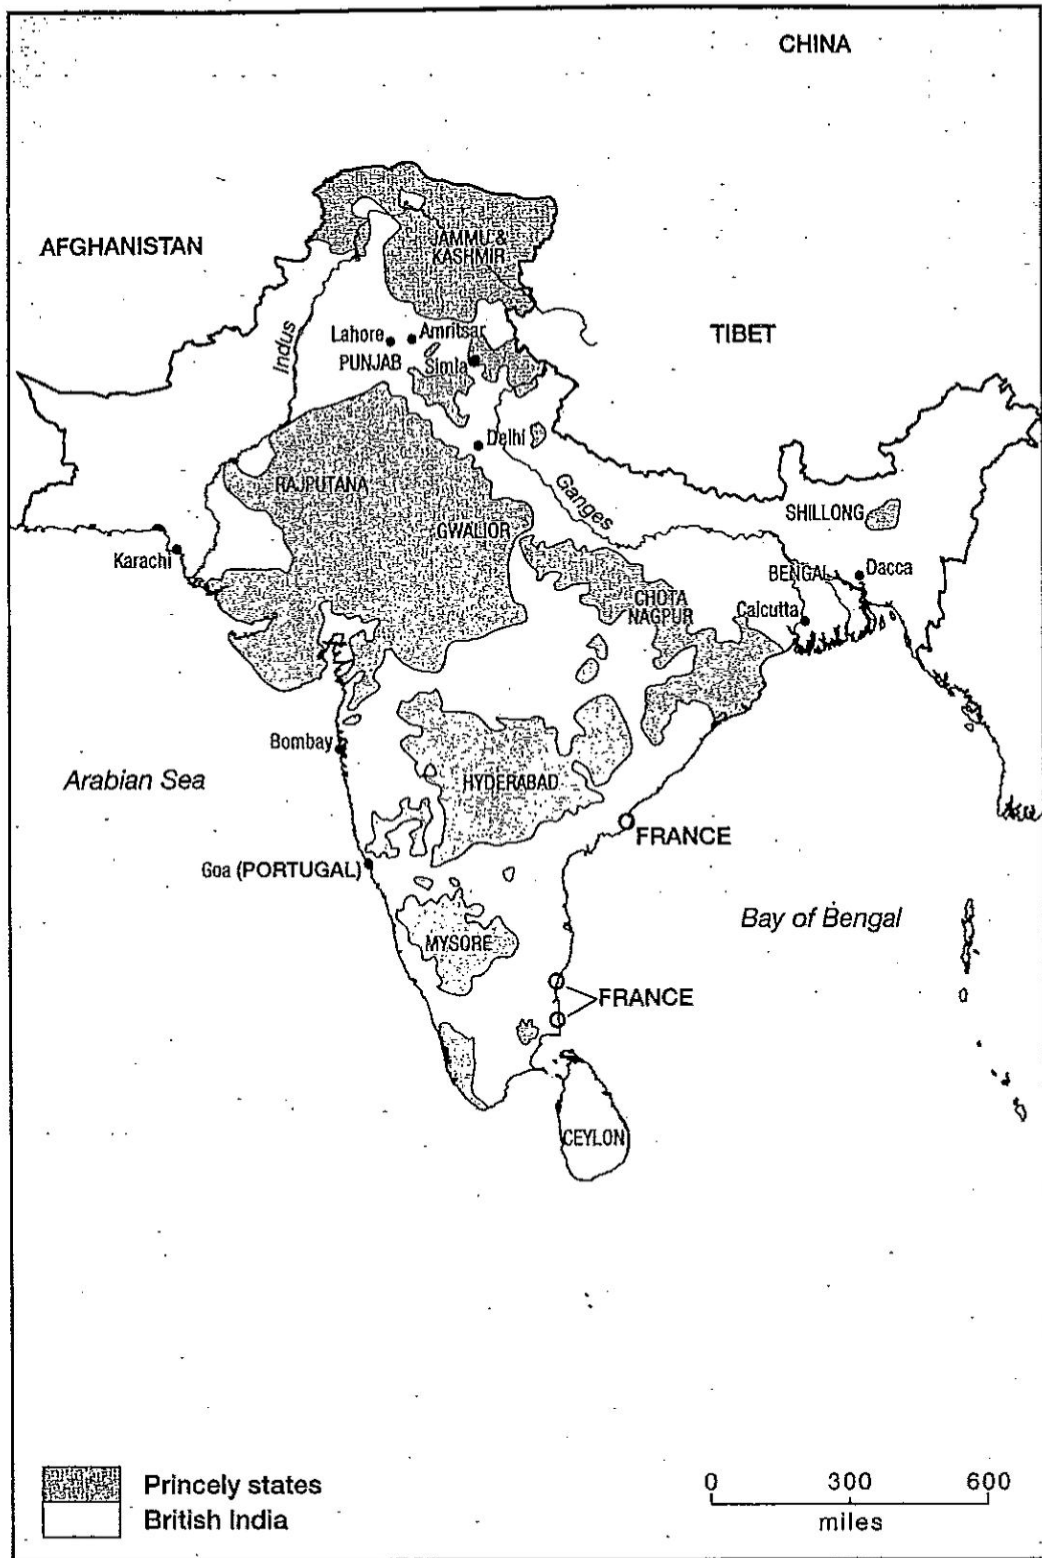 CHINA
AFGHANISTAN
JAMMU &
KASHMIR
Indus
Lahore
Amritsar
PUNJAB
Simla
TIBET
Delhi
RAJPUTANA
GWALIOR
Ganges
SHILLONG
Karachi
BENGAL
Dacca
CHOTA
NAGPUR
Calcutta
Bombay
Arabian Sea
HYDERABAD
FRANCE
Goa (PORTUGAL)
Bay of Bengal
MYSORE
FRANCE
CEYLON
Princely states
British India
0 300 600
miles